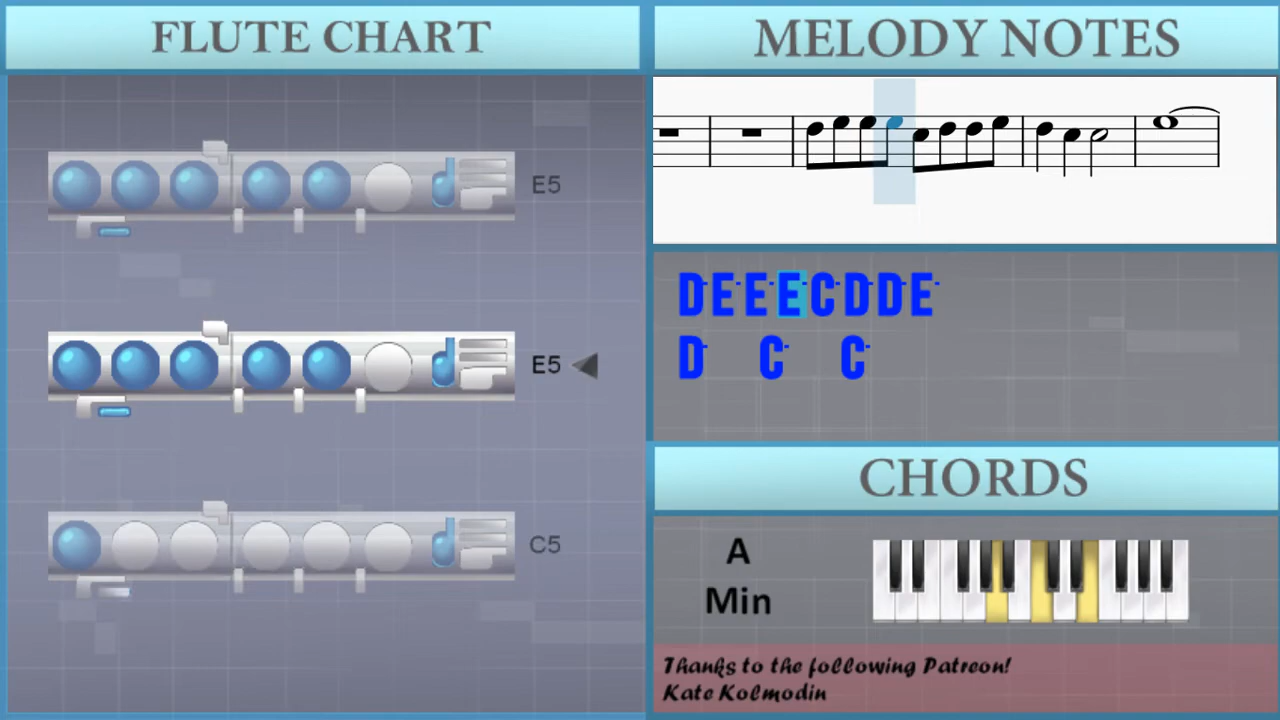 FLUTE CHART
E5
E5
C5
MELODY NOTES
DEEECDDE
D C C
CHORDS
A
Min
Thanks to the following Patreon!
Kate Kolmodin